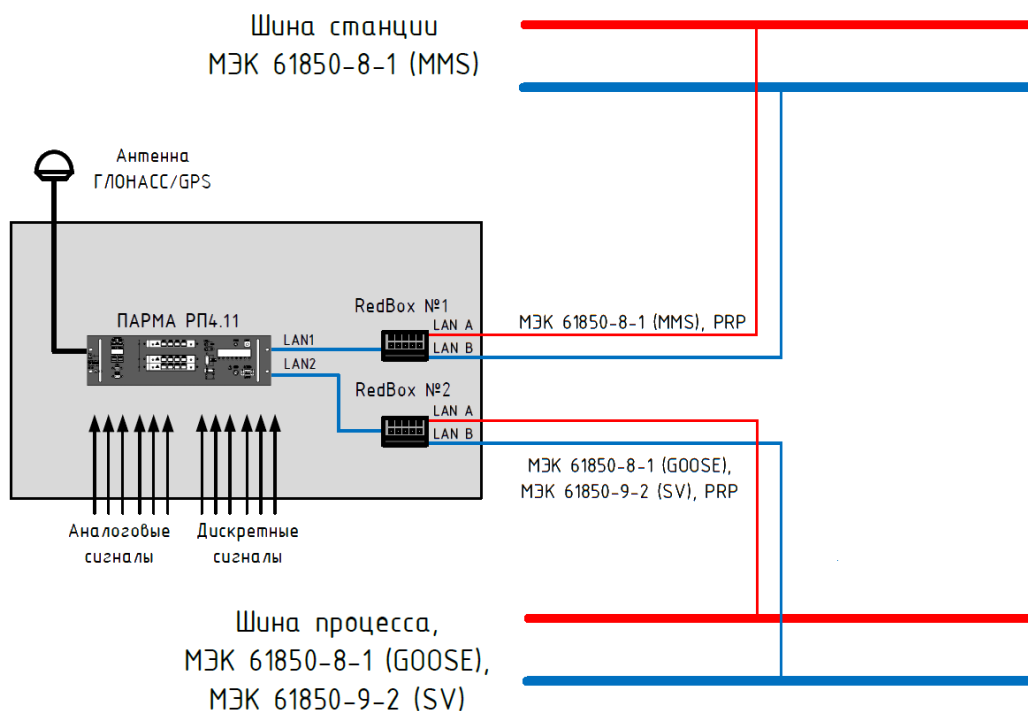 Шина станции
МЭК 61850-8-1 (MMS)
Антенна
ГЛОНАСС/GPS
ПАРМА РП4.11
LAN1
LAN2
RedBox №1
LAN A
LAN B
МЭК 61850-8-1 (MMS), PRP
RedBox №2
LAN A
LAN B
МЭК 61850-8-1 (GOOSE),
МЭК 61850-9-2 (SV), PRP
Аналоговые
сигналы
Дискретные
сигналы
Шина процесса,
МЭК 61850-8-1 (GOOSE),
МЭК 61850-9-2 (SV)